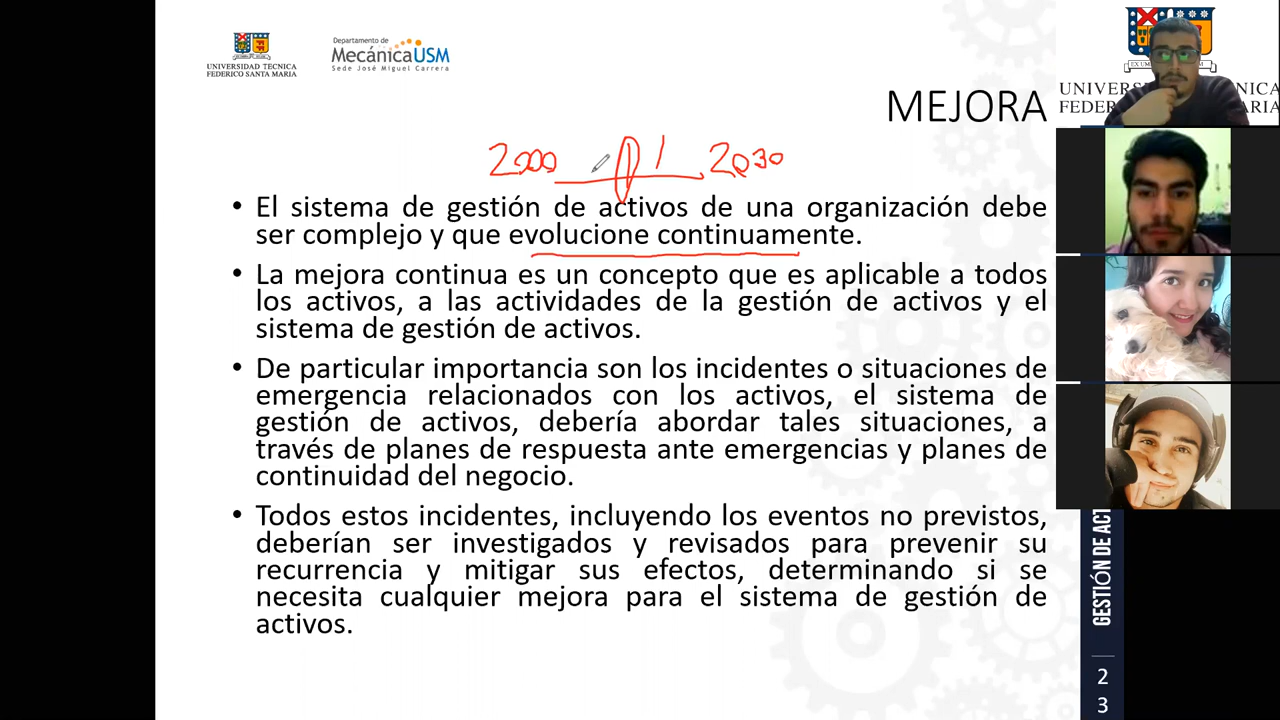 UNIVERSIDAD TECNICA
FEDERICO SANTA MARIA
Departamento de
MecánicaUSM
Sede José Miguel Carrera
MEJORA
2000 2030
• El sistema de gestión de activos de una organización debe
ser complejo y que evolucione continuamente.
• La mejora continua es un concepto que es aplicable a todos
los activos, a las actividades de la gestión de activos y el
sistema de gestión de activos.
• De particular importancia son los incidentes o situaciones de
emergencia relacionados con los activos, el sistema de
gestión de activos, debería abordar tales situaciones, a
través de planes de respuesta ante emergencias y planes de
continuidad del negocio.
• Todos estos incidentes, incluyendo los eventos no previstos,
deberían ser investigados y revisados para prevenir su
recurrencia y mitigar sus efectos, determinando si se
necesita cualquier mejora para el sistema de gestión de
activos.
GESTIÓN DE ACT
2
3